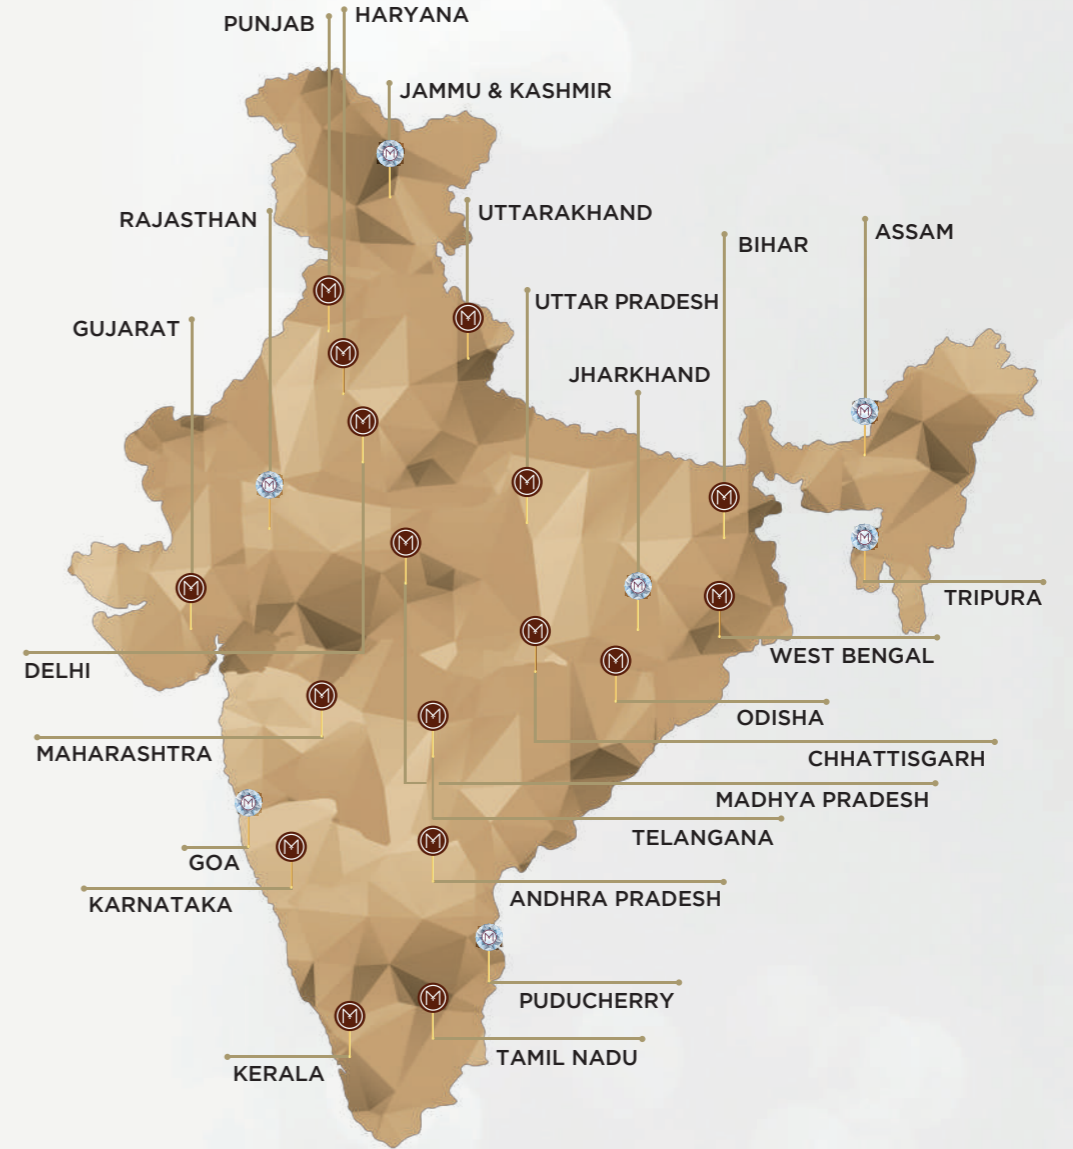 HARYANA
PUNJAB
JAMMU & KASHMIR
RAJASTHAN
UTTARAKHAND
BIHAR
ASSAM
UTTAR PRADESH
GUJARAT
JHARKHAND
TRIPURA
WEST BENGAL
DELHI
ODISHA
MAHARASHTRA
CHHATTISGARH
MADHYA PRADESH
TELANGANA
GOA
KARNATAKA
ANDHRA PRADESH
PUDUCHERRY
TAMIL NADU
KERALA